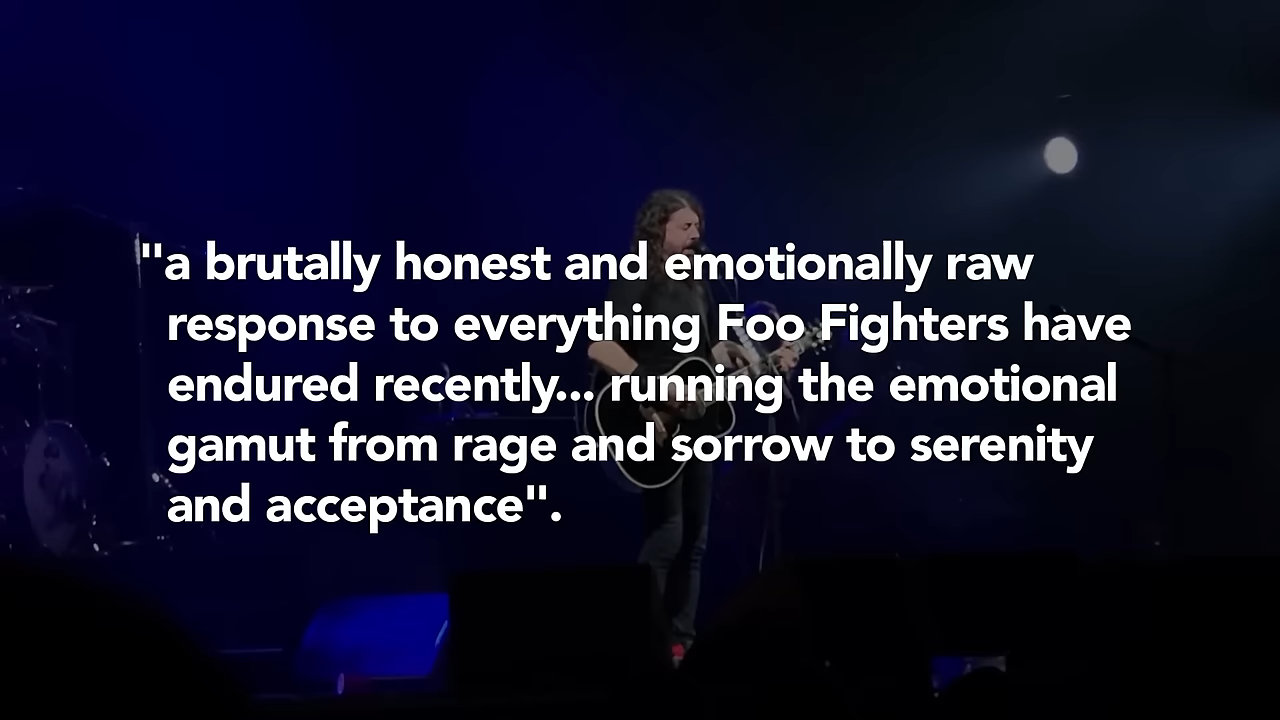 "a brutally honest and emotionally raw
response to everything Foo Fighters have
endured recently... running the emotional
gamut from rage and sorrow to serenity
and acceptance".